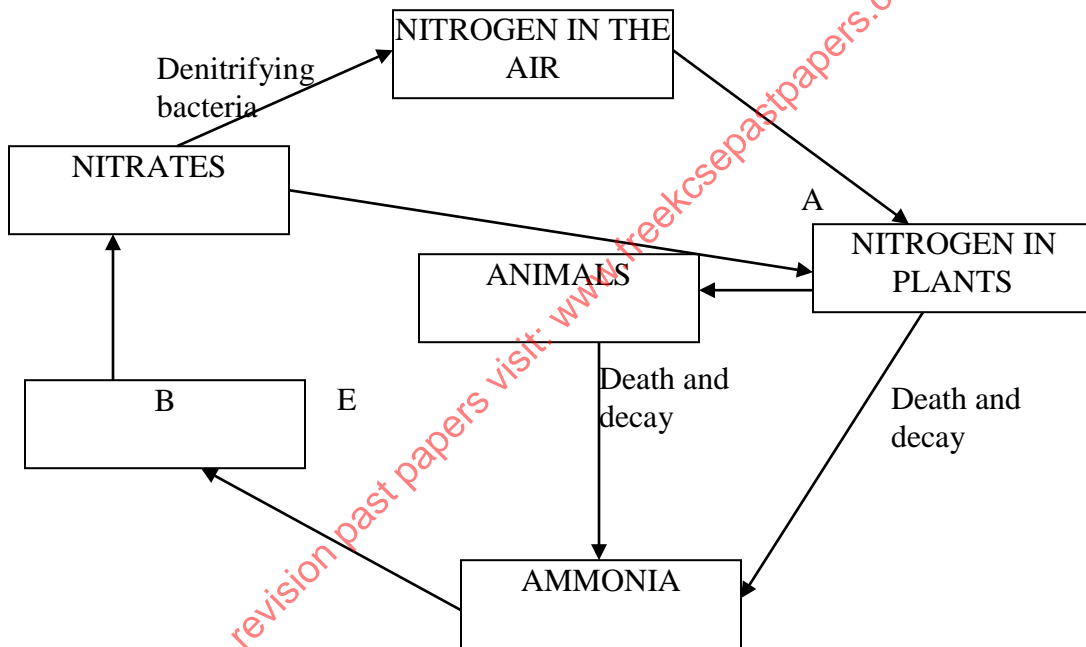 NITROGEN IN THE
AIR
Denitrifying
bacteria
NITRATES
A
NITROGEN IN
PLANTS
ANIMALS
B
E
Death and
decay
Death and
decay
AMMONIA
revision past papers visit: www.freekcsepastpapers.c